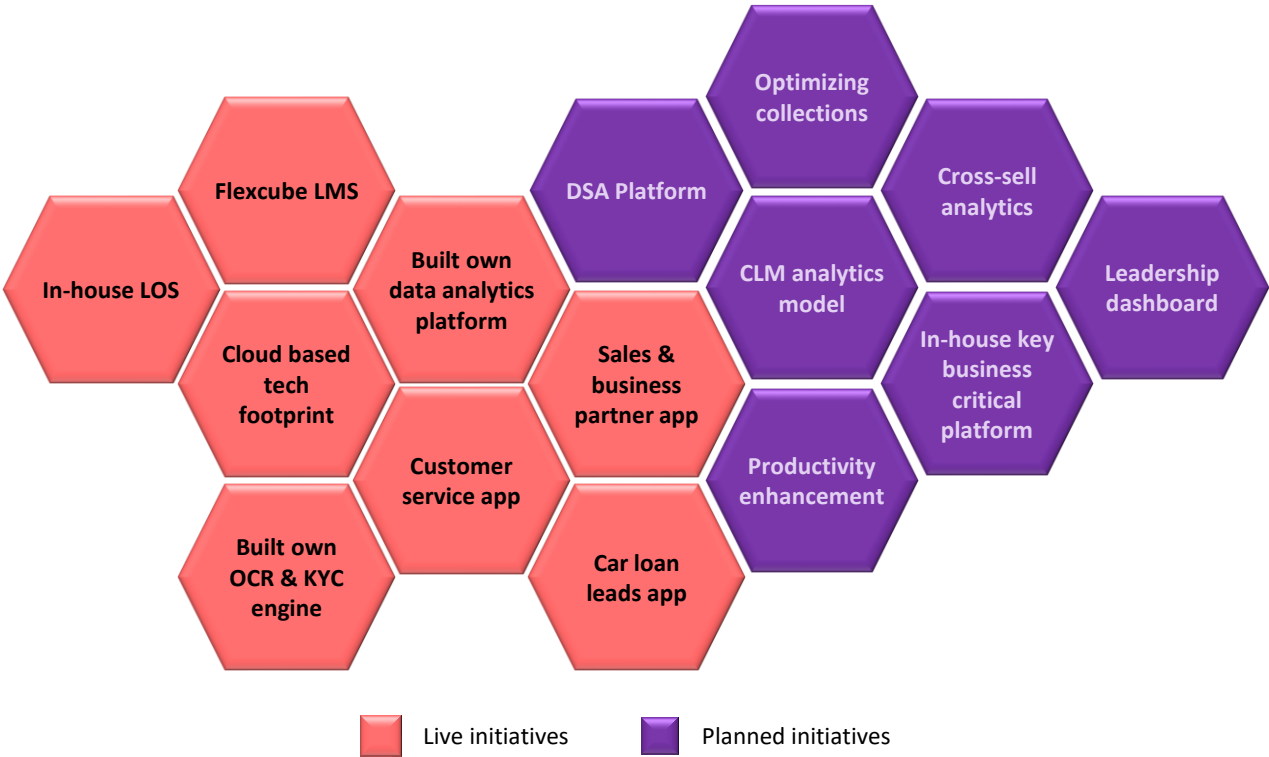 Optimizing
collections
Flexcube LMS
DSA Platform
Cross-sell
analytics
In-house LOS
Built own
data analytics
platform
CLM analytics
model
Leadership
dashboard
Cloud based
tech
footprint
Sales &
business
partner app
In-house key
business
critical
platform
Customer
service app
Productivity
enhancement
Built own
OCR & KYC
engine
Car loan
leads app
Live initiatives
Planned initiatives